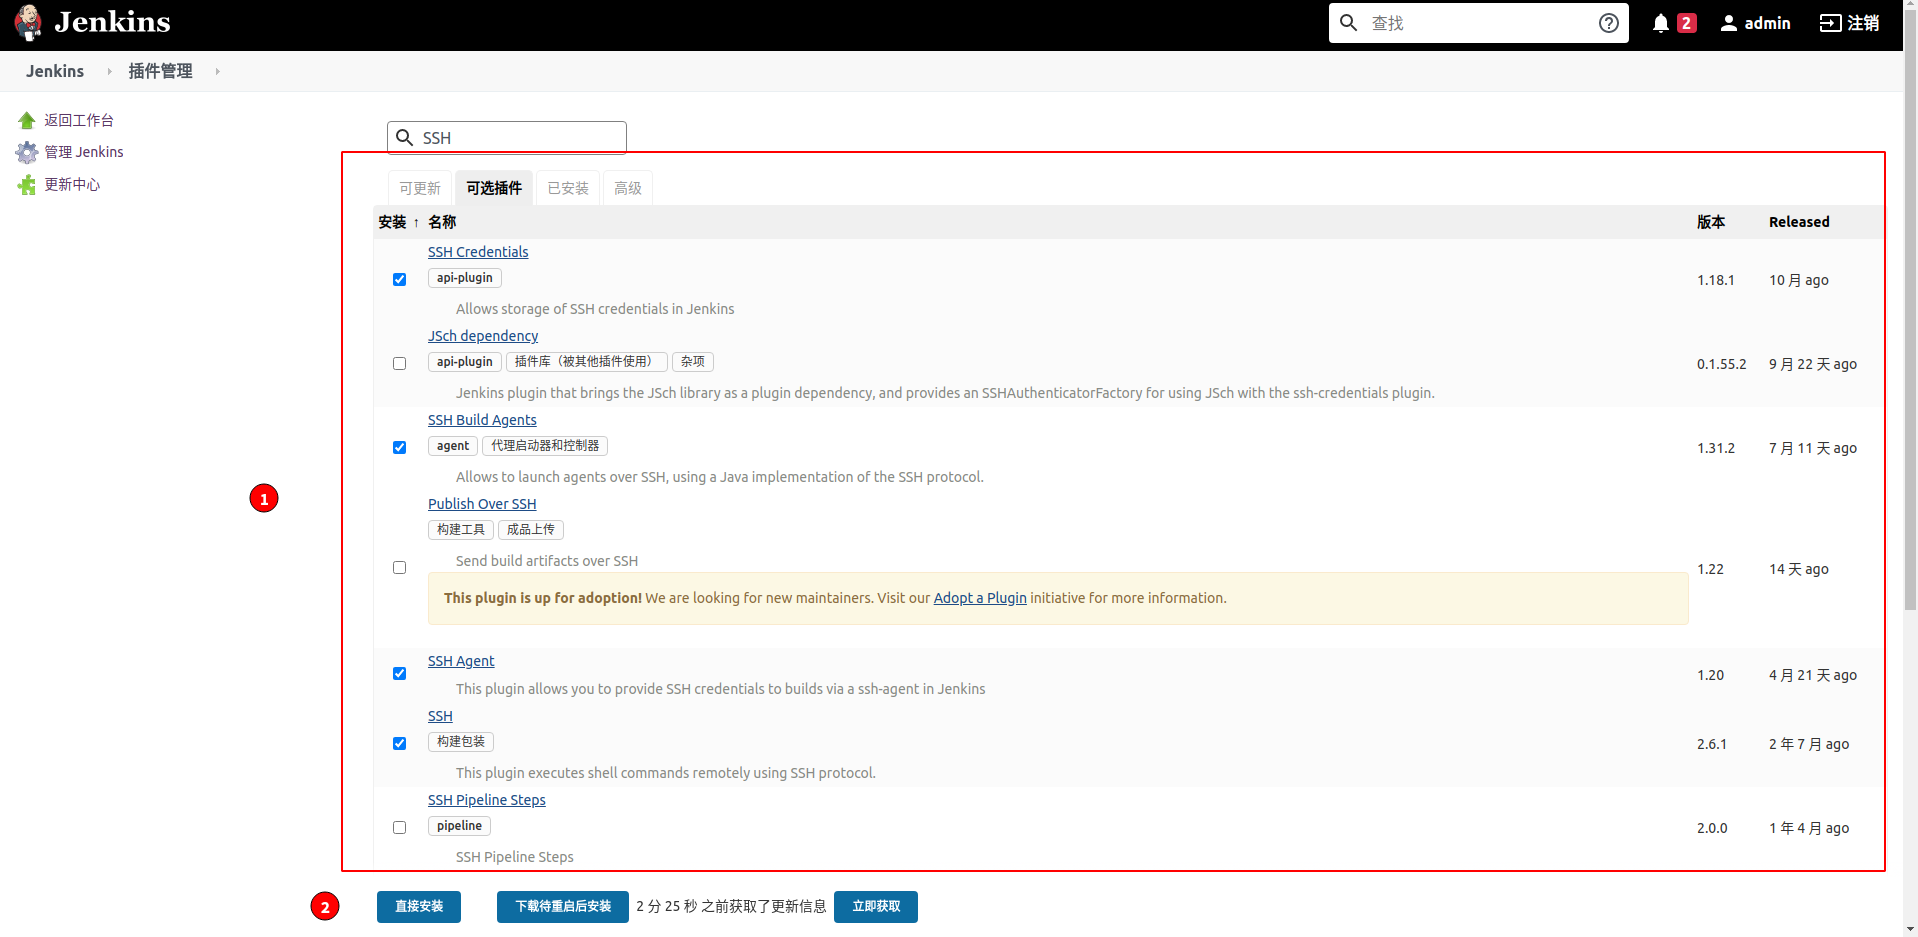 Jenkins
查找
2
admin
注销
Jenkins
插件管理
返回工作台
管理 Jenkins
更新中心
SSH
可更新 可选插件 已安装 高级
安装 ↑ 名称 版本 Released
SSH Credentials
api-plugin
1.18.1 10 月 ago
Allows storage of SSH credentials in Jenkins
JSch dependency
api-plugin 插件库（被其他插件使用） 杂项
0.1.55.2 9 月 22 天 ago
Jenkins plugin that brings the JSch library as a plugin dependency, and provides an SSHAuthenticatorFactory for using JSch with the ssh-credentials plugin.
SSH Build Agents
agent 代理启动器和控制器
1.31.2 7 月 11 天 ago
Allows to launch agents over SSH, using a Java implementation of the SSH protocol.
1
Publish Over SSH
构建工具 成品上传
Send build artifacts over SSH
1.22 14 天 ago
This plugin is up for adoption! We are looking for new maintainers. Visit our Adopt a Plugin initiative for more information.
SSH Agent
1.20 4 月 21 天 ago
This plugin allows you to provide SSH credentials to builds via a ssh-agent in Jenkins
SSH
构建包装
2.6.1 2 年 7 月 ago
This plugin executes shell commands remotely using SSH protocol.
SSH Pipeline Steps
pipeline
2.0.0 1 年 4 月 ago
SSH Pipeline Steps
2
直接安装 下载待重启后安装 2 分 25 秒 之前获取了更新信息 立即获取